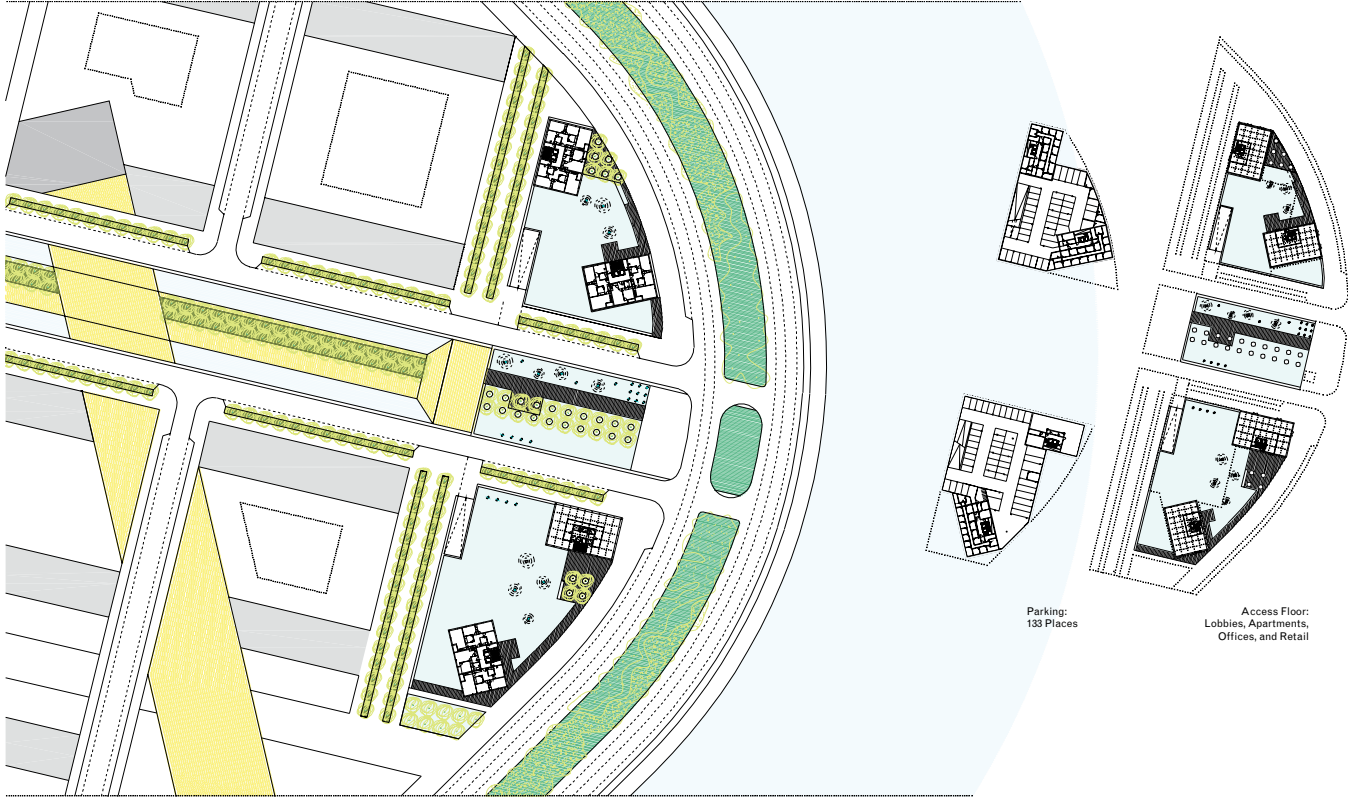 Parking:
133 Places
Access Floor:
Lobbies, Apartments,
Offices, and Retail